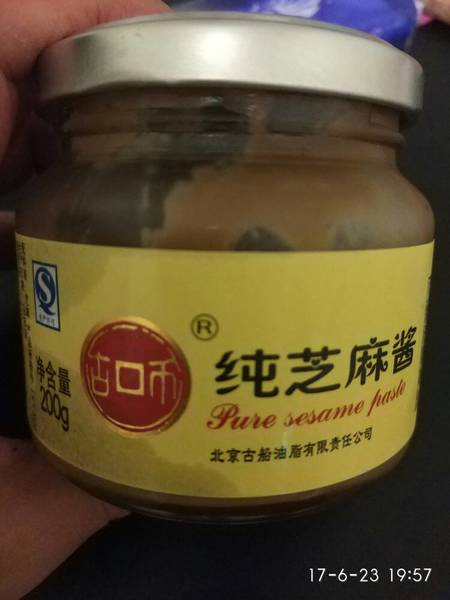 古币
®
纯芝麻酱
Pure sesame paste
北京古船油脂有限责任公司
净含量
200g
17-6-23 19:57